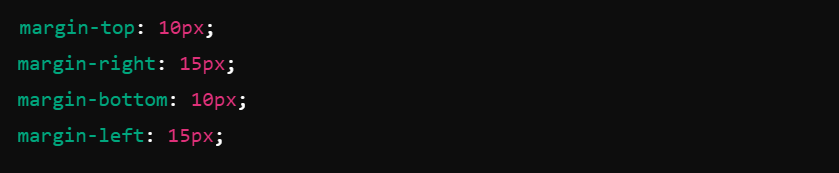 margin-top: 10px;
margin-right: 15px;
margin-bottom: 10px;
margin-left: 15px;